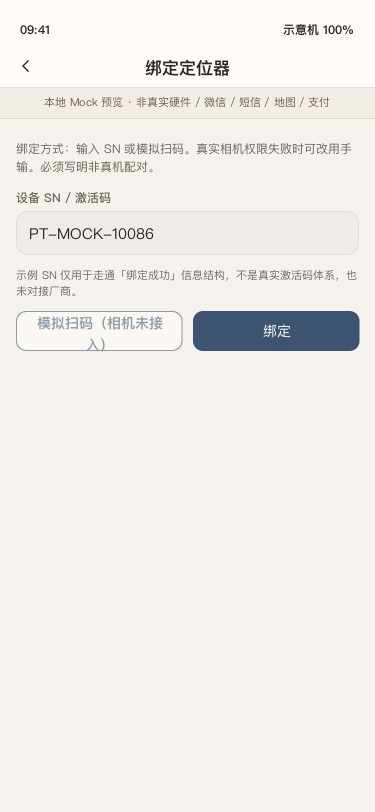 09:41 示意机 100%
绑定定位器
本地 Mock 预览 · 非真实硬件 / 微信 / 短信 / 地图 / 支付
绑定方式：输入 SN 或模拟扫码。真实相机权限失败时可改用手
输。必须写明非真机配对。
设备 SN / 激活码
PT-MOCK-10086
示例 SN 仅用于走通「绑定成功」信息结构，不是真实激活码体系，也
未对接厂商。
模拟扫码（相机未接
入）
绑定